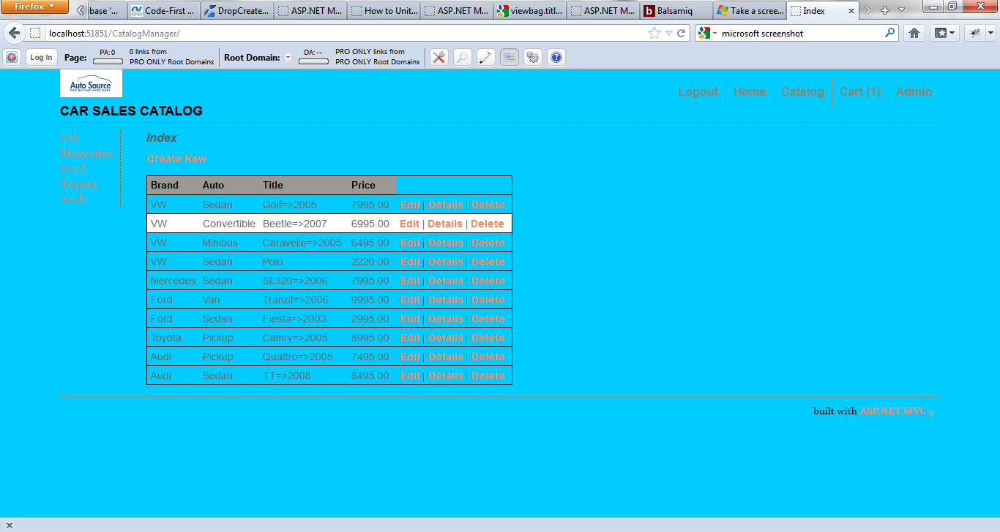 Firefox
base '... Code-First ... DropCreate... ASP.NET M... How to Unit... ASP.NET M... viewbag.titl... ASP.NET M... Balsamiq Take a scree... Index
localhost:51851/CatalogManager/ microsoft screenshot
Log In Page: PA: 0 0 links from PRO ONLY Root Domains Root Domain: DA: -- PRO ONLY links from PRO ONLY Root Domains
Auto Source
CAR BUYING MADE EASY
Logout Home Catalog Cart (1) Admin
CAR SALES CATALOG
VW
Mercedes
Ford
Toyota
Audi
Index
Create New
Brand Auto Title Price
VW Sedan Golf=>2005 7995.00 Edit | Details | Delete
VW Convertible Beetle=>2007 6995.00 Edit | Details | Delete
VW Minibus Caravelle=>2005 6495.00 Edit | Details | Delete
VW Sedan Polo 2220.00 Edit | Details | Delete
Mercedes Sedan SL320=>2006 7995.00 Edit | Details | Delete
Ford Van Tranzit=>2006 9995.00 Edit | Details | Delete
Ford Sedan Fiesta=>2003 2995.00 Edit | Details | Delete
Toyota Pickup Camry=>2005 8995.00 Edit | Details | Delete
Audi Pickup Quattro=>2005 7495.00 Edit | Details | Delete
Audi Sedan TT=>2008 8495.00 Edit | Details | Delete
built with ASP.NET MVC 3